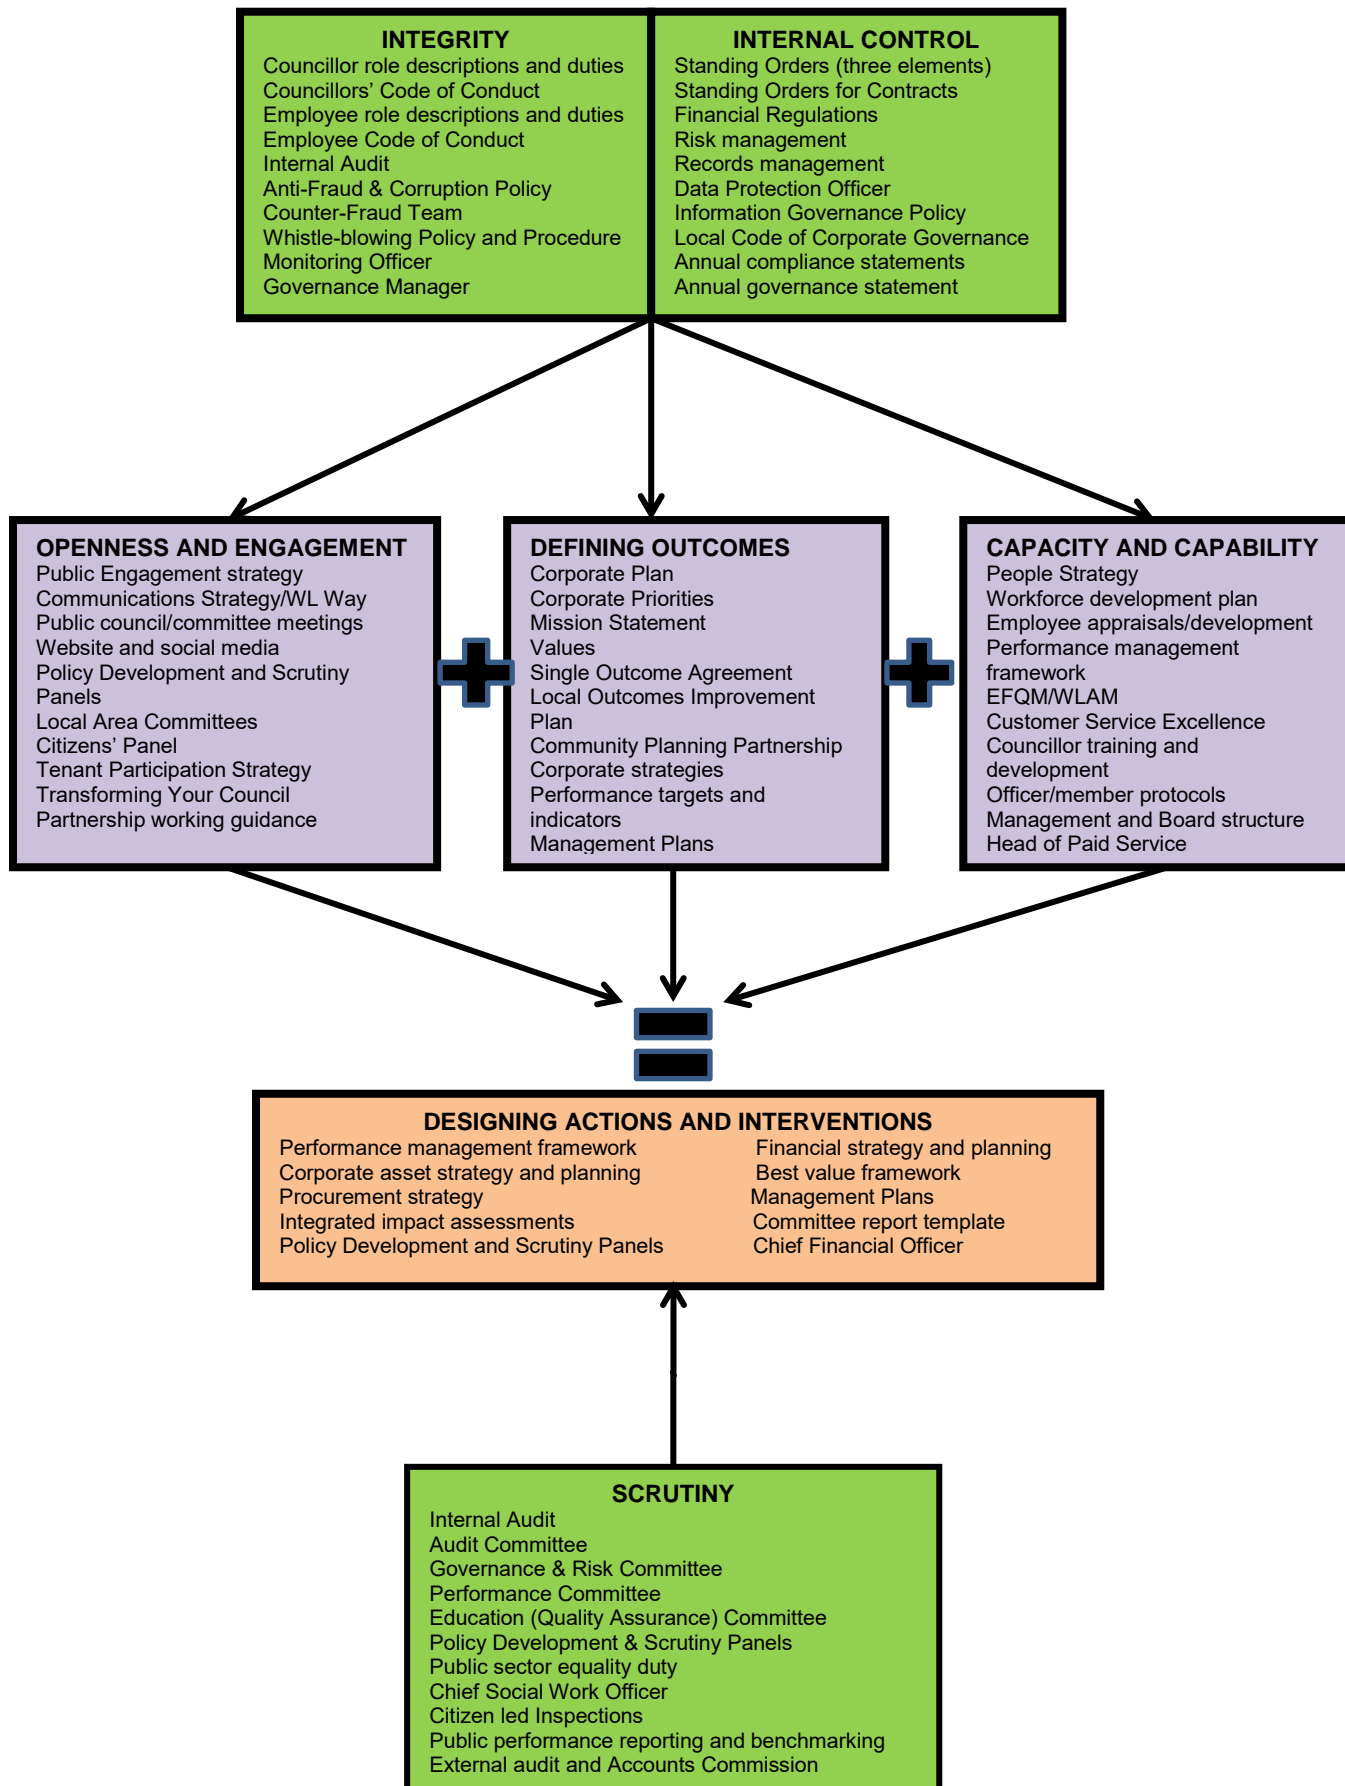 INTEGRITY
Councillor role descriptions and duties
Councillors’ Code of Conduct
Employee role descriptions and duties
Employee Code of Conduct
Internal Audit
Anti-Fraud & Corruption Policy
Counter-Fraud Team
Whistle-blowing Policy and Procedure
Monitoring Officer
Governance Manager
INTERNAL CONTROL
Standing Orders (three elements)
Standing Orders for Contracts
Financial Regulations
Risk management
Records management
Data Protection Officer
Information Governance Policy
Local Code of Corporate Governance
Annual compliance statements
Annual governance statement
OPENNESS AND ENGAGEMENT
Public Engagement strategy
Communications Strategy/WL Way
Public council/committee meetings
Website and social media
Policy Development and Scrutiny
Panels
Local Area Committees
Citizens’ Panel
Tenant Participation Strategy
Transforming Your Council
Partnership working guidance
DEFINING OUTCOMES
Corporate Plan
Corporate Priorities
Mission Statement
Values
Single Outcome Agreement
Local Outcomes Improvement
Plan
Community Planning Partnership
Corporate strategies
Performance targets and
indicators
Management Plans
CAPACITY AND CAPABILITY
People Strategy
Workforce development plan
Employee appraisals/development
Performance management
framework
EFQM/WLAM
Customer Service Excellence
Councillor training and
development
Officer/member protocols
Management and Board structure
Head of Paid Service
DESIGNING ACTIONS AND INTERVENTIONS
Performance management framework Financial strategy and planning
Corporate asset strategy and planning Best value framework
Procurement strategy Management Plans
Integrated impact assessments Committee report template
Policy Development and Scrutiny Panels Chief Financial Officer
SCRUTINY
Internal Audit
Audit Committee
Governance & Risk Committee
Performance Committee
Education (Quality Assurance) Committee
Policy Development & Scrutiny Panels
Public sector equality duty
Chief Social Work Officer
Citizen led Inspections
Public performance reporting and benchmarking
External audit and Accounts Commission